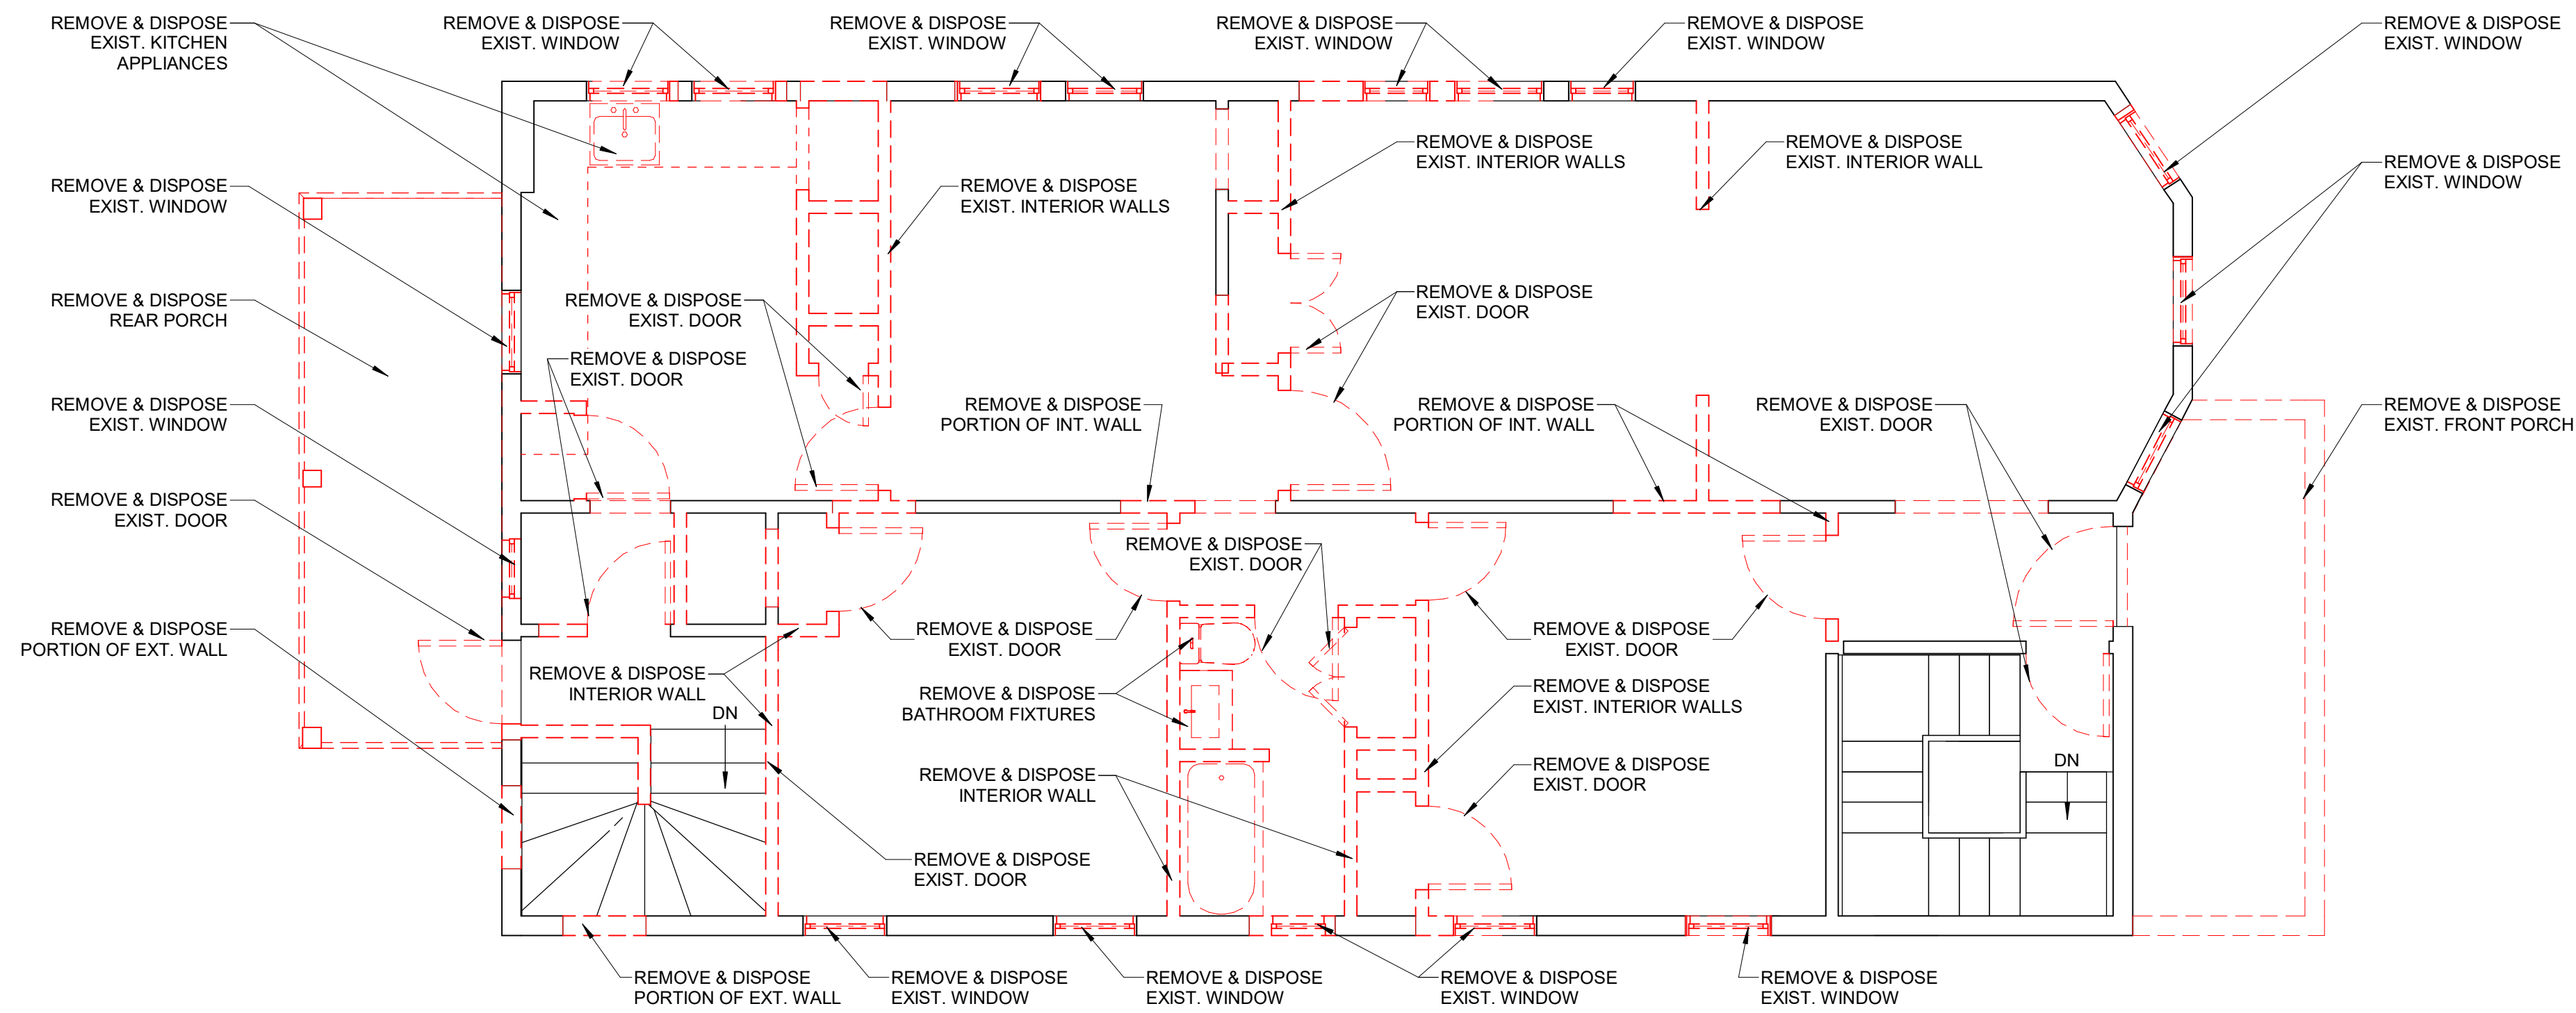 REMOVE & DISPOSE
EXIST. KITCHEN
APPLIANCES
REMOVE & DISPOSE
EXIST. WINDOW
REMOVE & DISPOSE
EXIST. WINDOW
REMOVE & DISPOSE
EXIST. WINDOW
REMOVE & DISPOSE
EXIST. WINDOW
REMOVE & DISPOSE
EXIST. WINDOW
REMOVE & DISPOSE
EXIST. INTERIOR WALLS
REMOVE & DISPOSE
EXIST. INTERIOR WALL
REMOVE & DISPOSE
EXIST. WINDOW
REMOVE & DISPOSE
EXIST. WINDOW
REMOVE & DISPOSE
EXIST. INTERIOR WALLS
REMOVE & DISPOSE
REAR PORCH
REMOVE & DISPOSE
EXIST. DOOR
REMOVE & DISPOSE
EXIST. DOOR
REMOVE & DISPOSE
EXIST. DOOR
REMOVE & DISPOSE
EXIST. WINDOW
REMOVE & DISPOSE
PORTION OF INT. WALL
REMOVE & DISPOSE
PORTION OF INT. WALL
REMOVE & DISPOSE
EXIST. DOOR
REMOVE & DISPOSE
EXIST. FRONT PORCH
REMOVE & DISPOSE
EXIST. DOOR
REMOVE & DISPOSE
EXIST. DOOR
REMOVE & DISPOSE
PORTION OF EXT. WALL
REMOVE & DISPOSE
EXIST. DOOR
REMOVE & DISPOSE
EXIST. DOOR
REMOVE & DISPOSE
INTERIOR WALL
REMOVE & DISPOSE
BATHROOM FIXTURES
REMOVE & DISPOSE
EXIST. INTERIOR WALLS
DN
REMOVE & DISPOSE
INTERIOR WALL
REMOVE & DISPOSE
EXIST. DOOR
DN
REMOVE & DISPOSE
EXIST. DOOR
REMOVE & DISPOSE
PORTION OF EXT. WALL
REMOVE & DISPOSE
EXIST. WINDOW
REMOVE & DISPOSE
EXIST. WINDOW
REMOVE & DISPOSE
EXIST. WINDOW
REMOVE & DISPOSE
EXIST. WINDOW